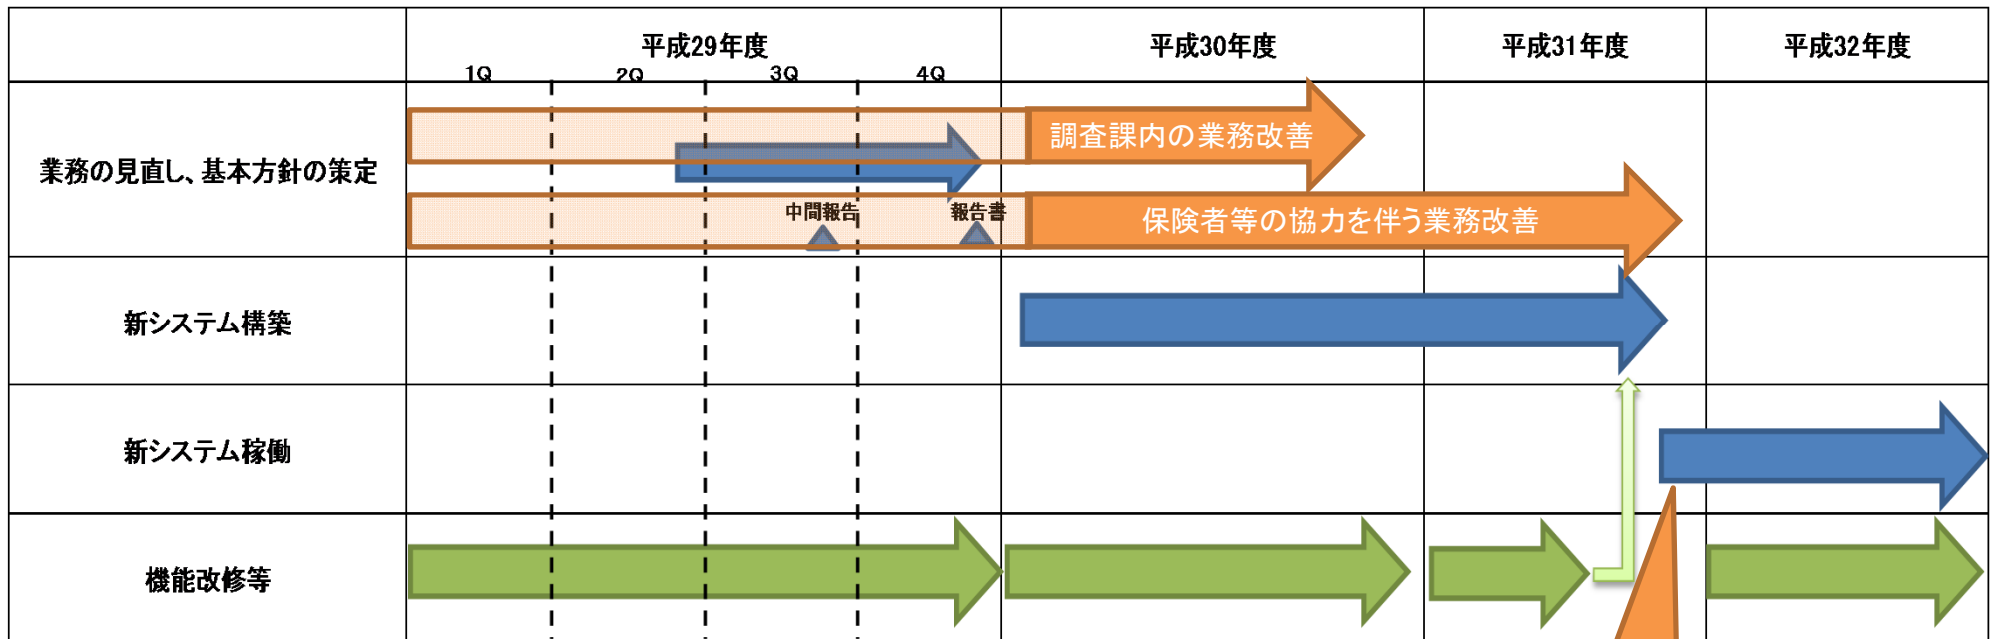 平成29年度
平成30年度
平成31年度
平成32年度
1Q
2Q
3Q
4Q
調査課内の業務改善
業務の見直し、基本方針の策定
中間報告
報告書
保険者等の協力を伴う業務改善
新システム構築
新システム稼働
機能改修等